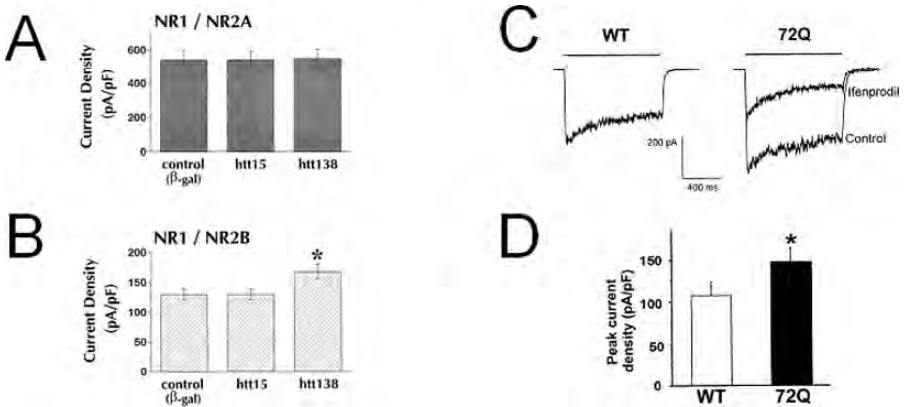 A
NR1 / NR2A
Current Density
(pA/pF)
600
400
200
0
control
(β-gal)
htt15
htt138
B
NR1 / NR2B
Current Density
(pA/pF)
200
150
100
50
0
*
control
(β-gal)
htt15
htt138
C
WT
72Q
Ifenprodil
Control
200 pA
400 ms
D
Peak current
density (pA/pF)
150
100
50
0
*
WT
72Q